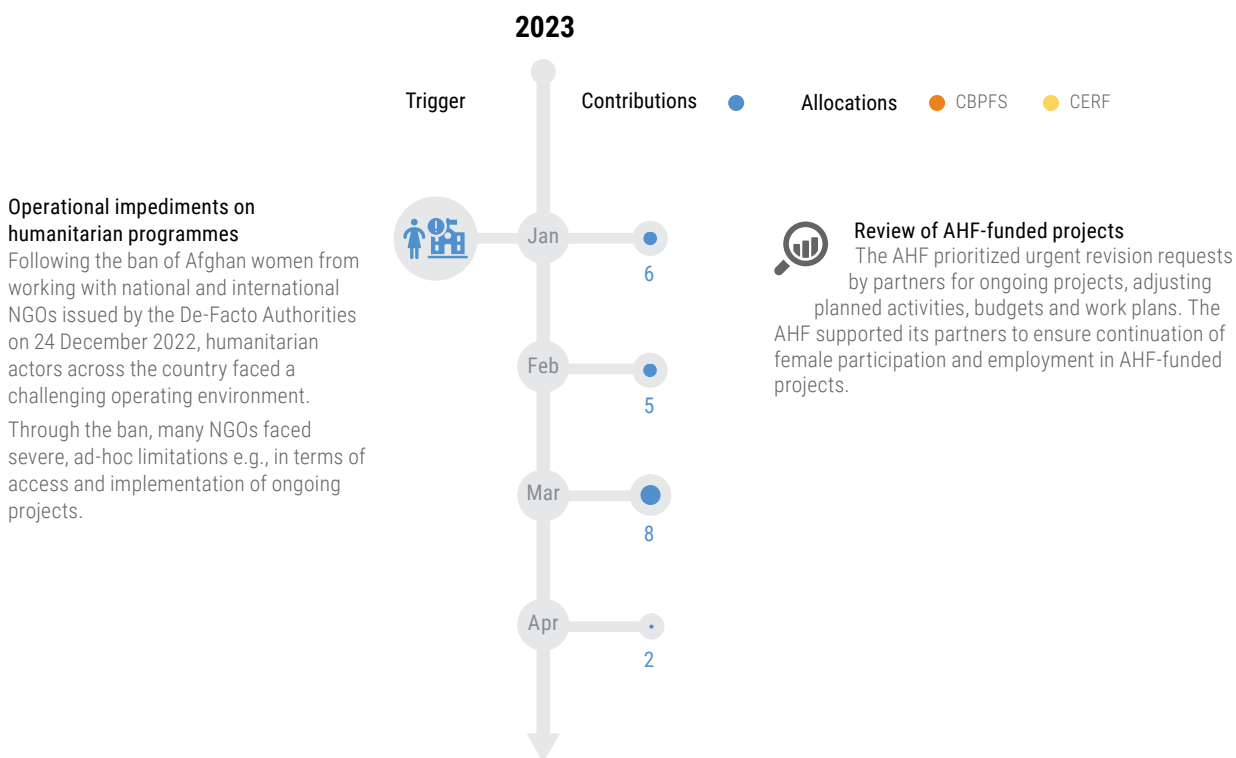 2023
Trigger
Contributions
Allocations
CBPFS
CERF
Operational impediments on
humanitarian programmes
Following the ban of Afghan women from
working with national and international
NGOs issued by the De-Facto Authorities
on 24 December 2022, humanitarian
actors across the country faced a
challenging operating environment.
Through the ban, many NGOs faced
severe, ad-hoc limitations e.g., in terms of
access and implementation of ongoing
projects.
Jan
6
Feb
5
Mar
8
Apr
2
Review of AHF-funded projects
The AHF prioritized urgent revision requests
by partners for ongoing projects, adjusting
planned activities, budgets and work plans. The
AHF supported its partners to ensure continuation of
female participation and employment in AHF-funded
projects.